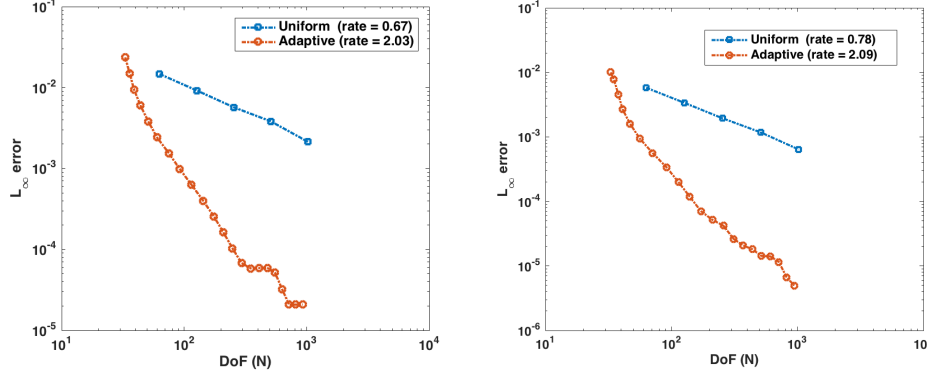 10^-1
10^-2
10^-3
10^-4
10^-5
L∞ error
Uniform (rate = 0.67)
Adaptive (rate = 2.03)
10^1
10^2
10^3
10^4
DoF (N)
10^-1
10^-2
10^-3
10^-4
10^-5
10^-6
L∞ error
Uniform (rate = 0.78)
Adaptive (rate = 2.09)
10^1
10^2
10^3
10
DoF (N)